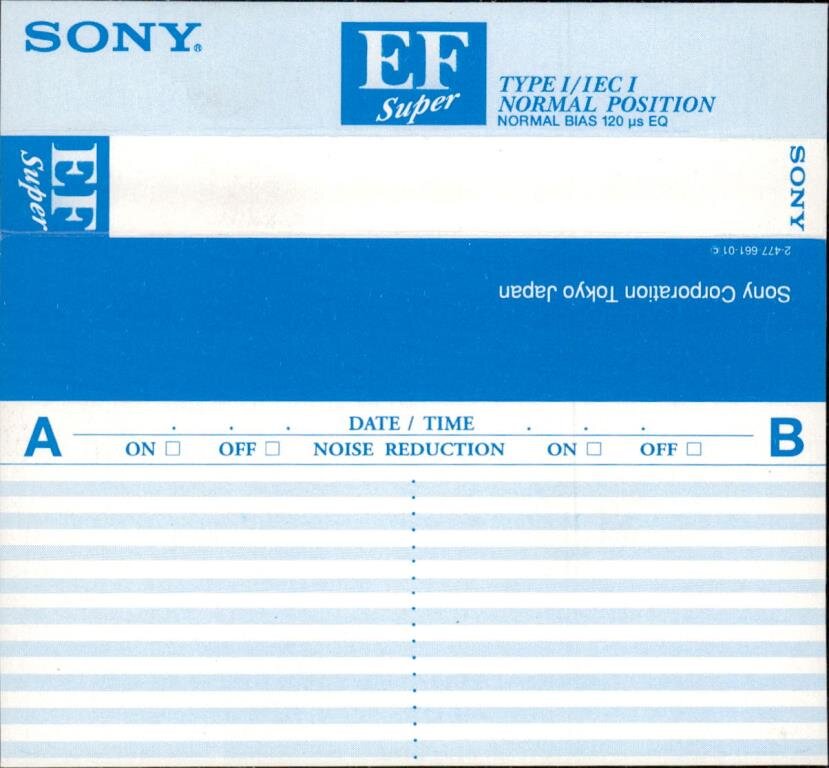 SONY®
EF
Super
TYPE I/IEC I
NORMAL POSITION
NORMAL BIAS 120 µs EQ
EF
Super
SONY
2-477-661-01 ©
Sony Corporation Tokyo Japan
A
. . . DATE / TIME . . .
ON □ OFF □ NOISE REDUCTION ON □ OFF □
B